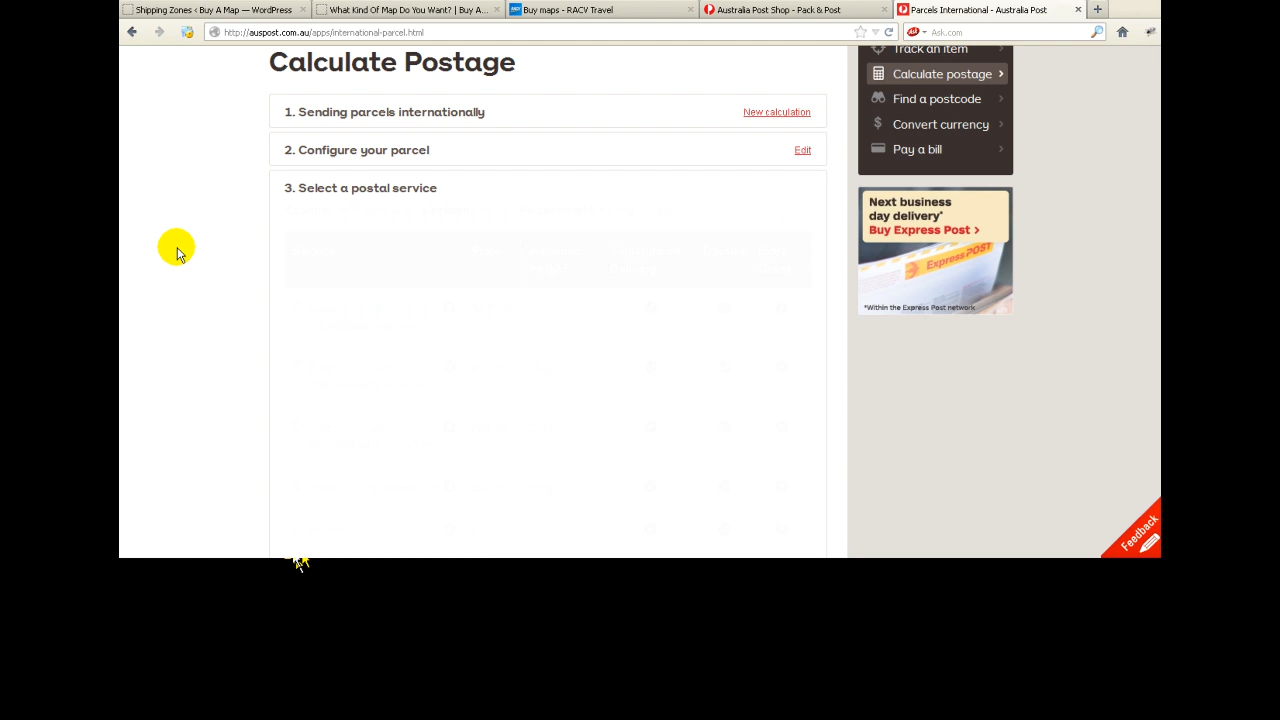 Shipping Zones ‹ Buy A Map — WordPress
What Kind Of Map Do You Want? | Buy A...
Buy maps - RACV Travel
Australia Post Shop - Pack & Post
Parcels International - Australia Post
http://auspost.com.au/apps/international-parcel.html
Ask.com
Calculate Postage
1. Sending parcels internationally
New calculation
2. Configure your parcel
Edit
3. Select a postal service
Track an item
Calculate postage
Find a postcode
Convert currency
Pay a bill
Next business
day delivery*
Buy Express Post >
Express POST
*Within the Express Post network
Feedback